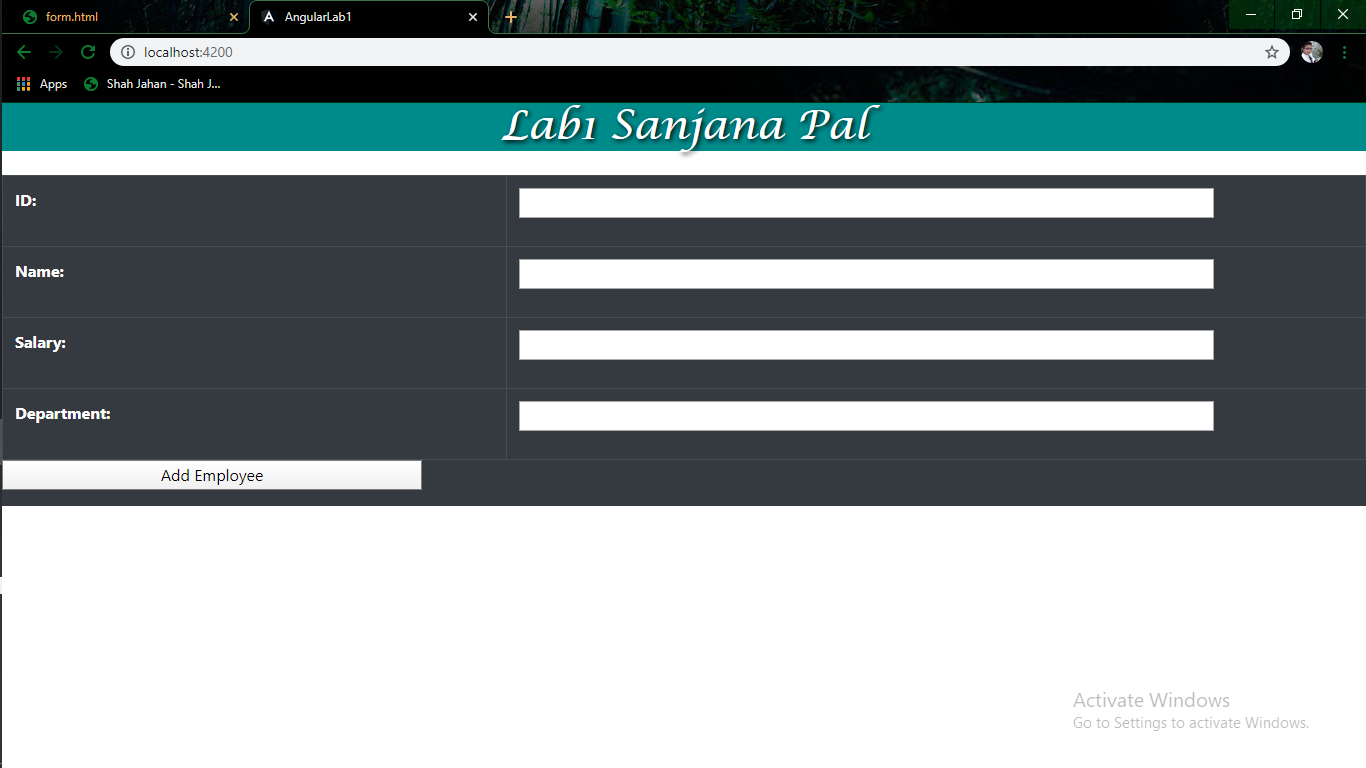 form.html
AngularLab1
localhost:4200
Apps
Shah Jahan - Shah J...
Lab1 Sanjana Pal
ID:
Name:
Salary:
Department:
Add Employee
Activate Windows
Go to Settings to activate Windows.